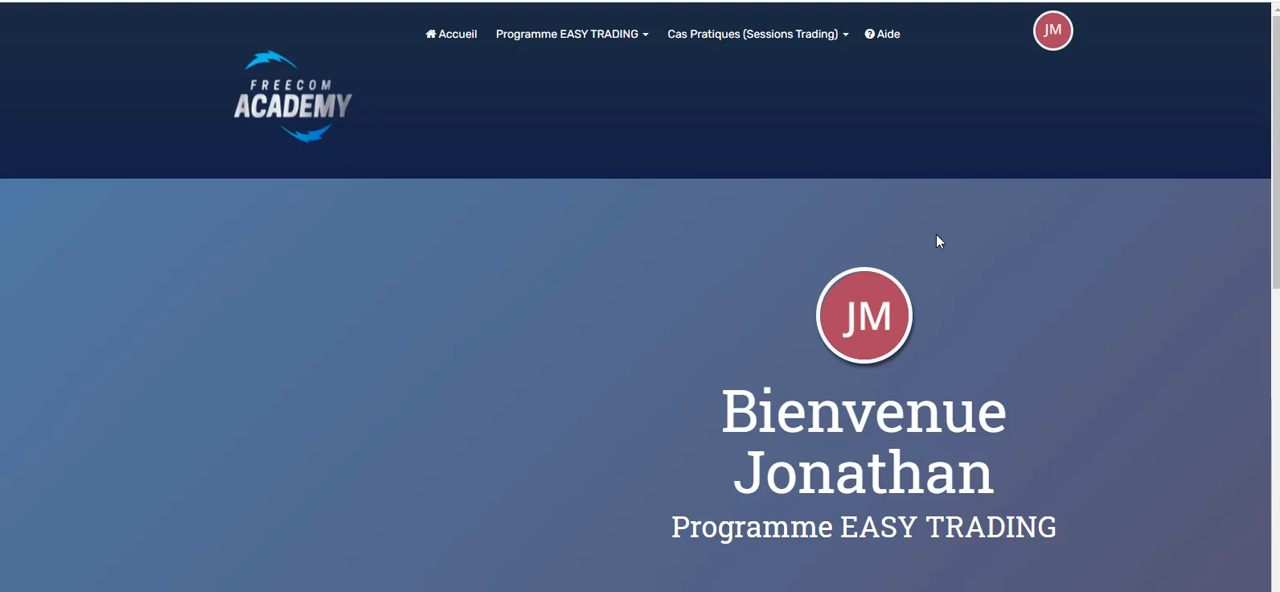 Accueil
Programme EASY TRADING
Cas Pratiques (Sessions Trading)
Aide
JM
FREECOM
ACADEMY
JM
Bienvenue
Jonathan
Programme EASY TRADING